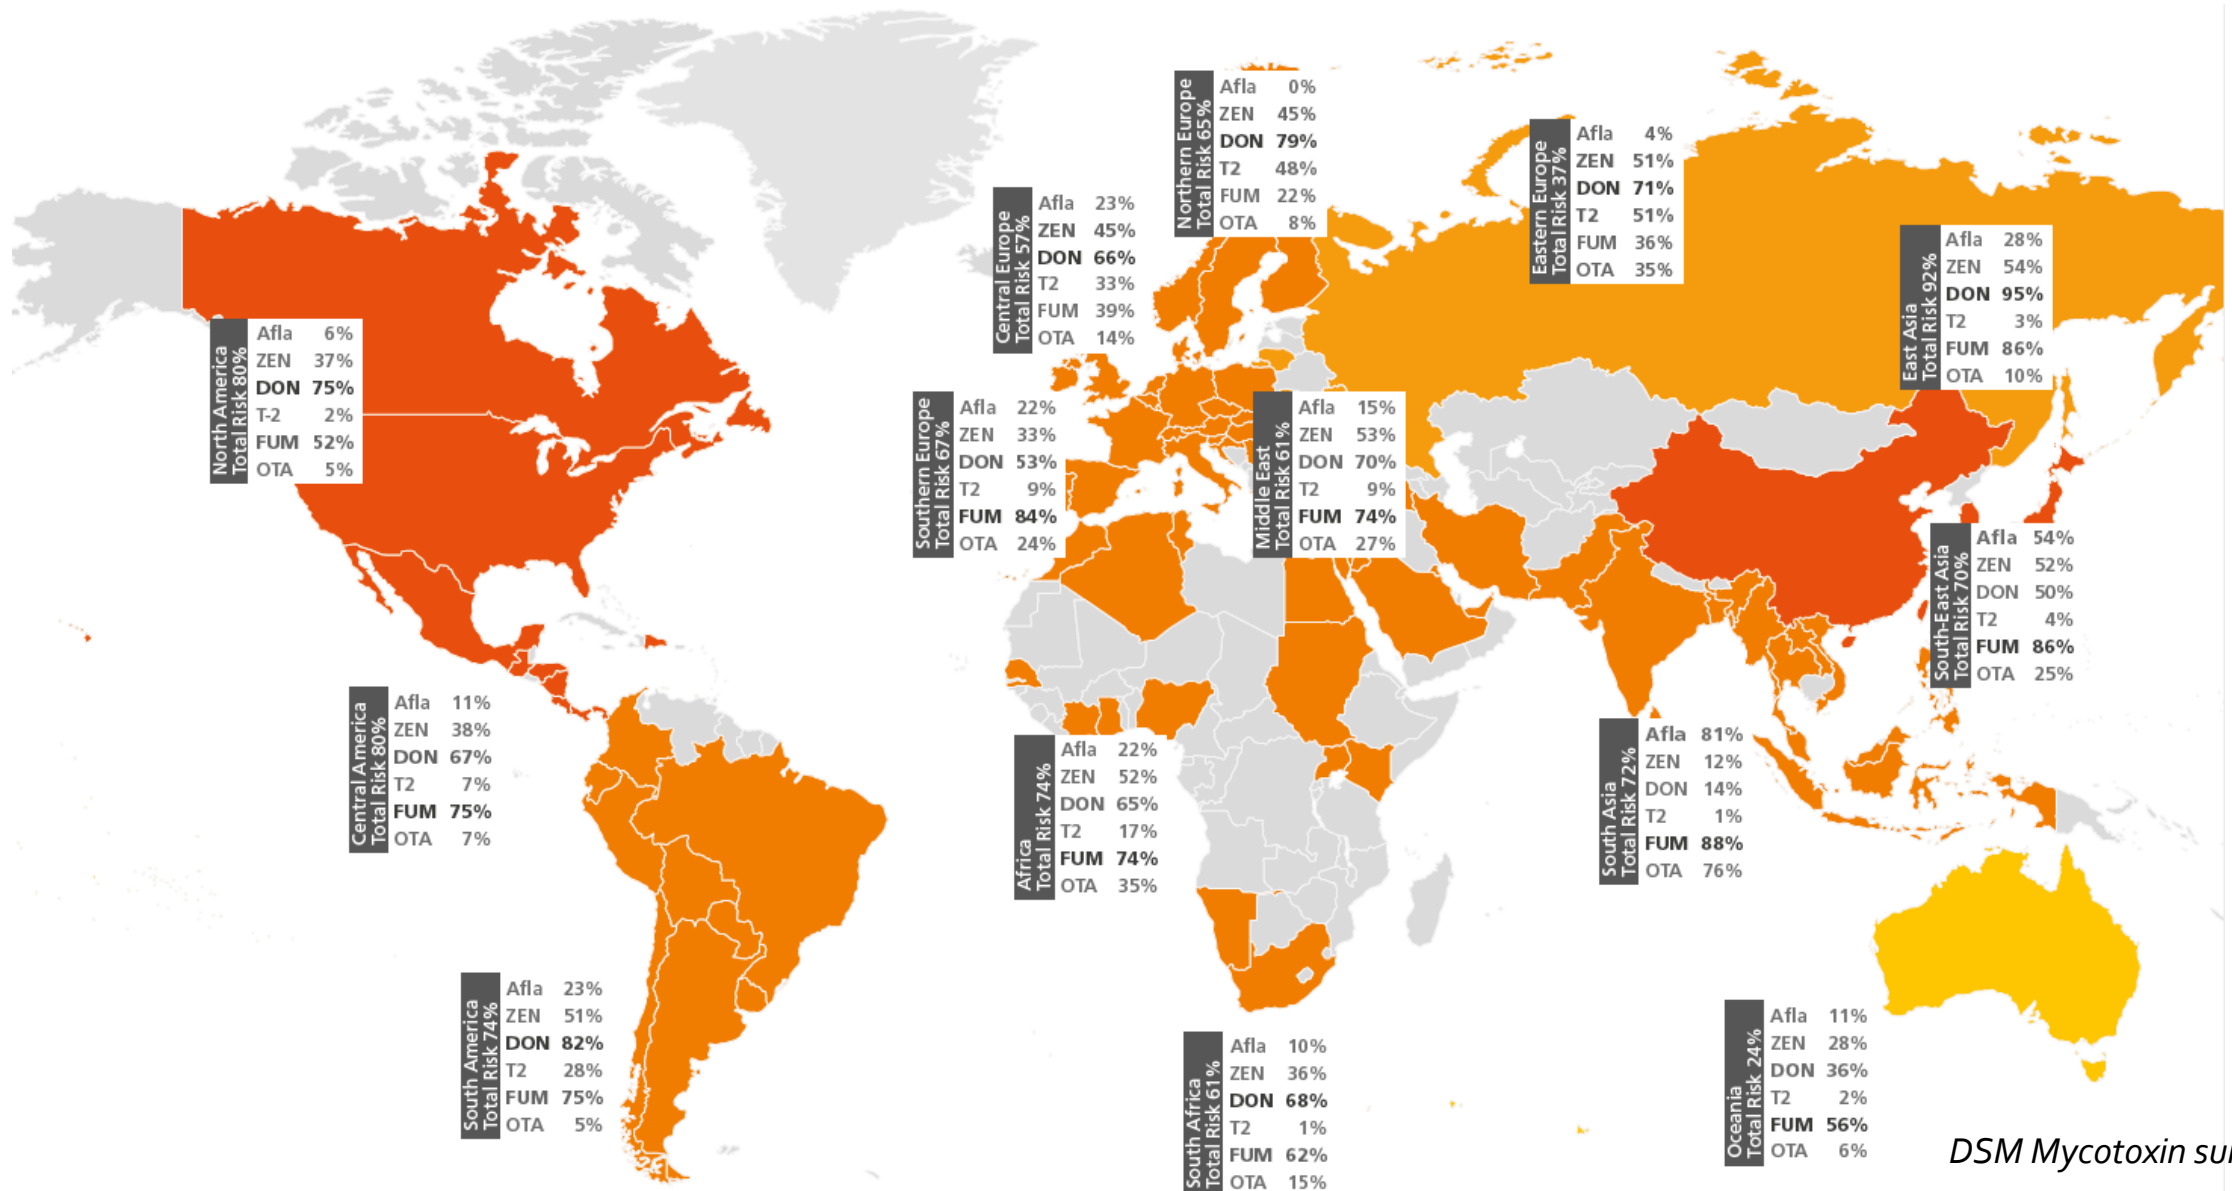 Northern Europe
Total Risk 65%
Afla 0%
ZEN 45%
DON 79%
T2 48%
FUM 22%
OTA 8%
Eastern Europe
Total Risk 37%
Afla 4%
ZEN 51%
DON 71%
T2 51%
FUM 36%
OTA 35%
Central Europe
Total Risk 57%
Afla 23%
ZEN 45%
DON 66%
T2 33%
FUM 39%
OTA 14%
East Asia
Total Risk 92%
Afla 28%
ZEN 54%
DON 95%
T2 3%
FUM 86%
OTA 10%
North America
Total Risk 80%
Afla 6%
ZEN 37%
DON 75%
T-2 2%
FUM 52%
OTA 5%
Southern Europe
Total Risk 67%
Afla 22%
ZEN 33%
DON 53%
T2 9%
FUM 84%
OTA 24%
Middle East
Total Risk 61%
Afla 15%
ZEN 53%
DON 70%
T2 9%
FUM 74%
OTA 27%
South-East Asia
Total Risk 70%
Afla 54%
ZEN 52%
DON 50%
T2 4%
FUM 86%
OTA 25%
Central America
Total Risk 80%
Afla 11%
ZEN 38%
DON 67%
T2 7%
FUM 75%
OTA 7%
Africa
Total Risk 74%
Afla 22%
ZEN 52%
DON 65%
T2 17%
FUM 74%
OTA 35%
South Asia
Total Risk 72%
Afla 81%
ZEN 12%
DON 14%
T2 1%
FUM 88%
OTA 76%
South America
Total Risk 74%
Afla 23%
ZEN 51%
DON 82%
T2 28%
FUM 75%
OTA 5%
South Africa
Total Risk 61%
Afla 10%
ZEN 36%
DON 68%
T2 1%
FUM 62%
OTA 15%
Oceania
Total Risk 24%
Afla 11%
ZEN 28%
DON 36%
T2 2%
FUM 56%
OTA 6%
DSM Mycotoxin